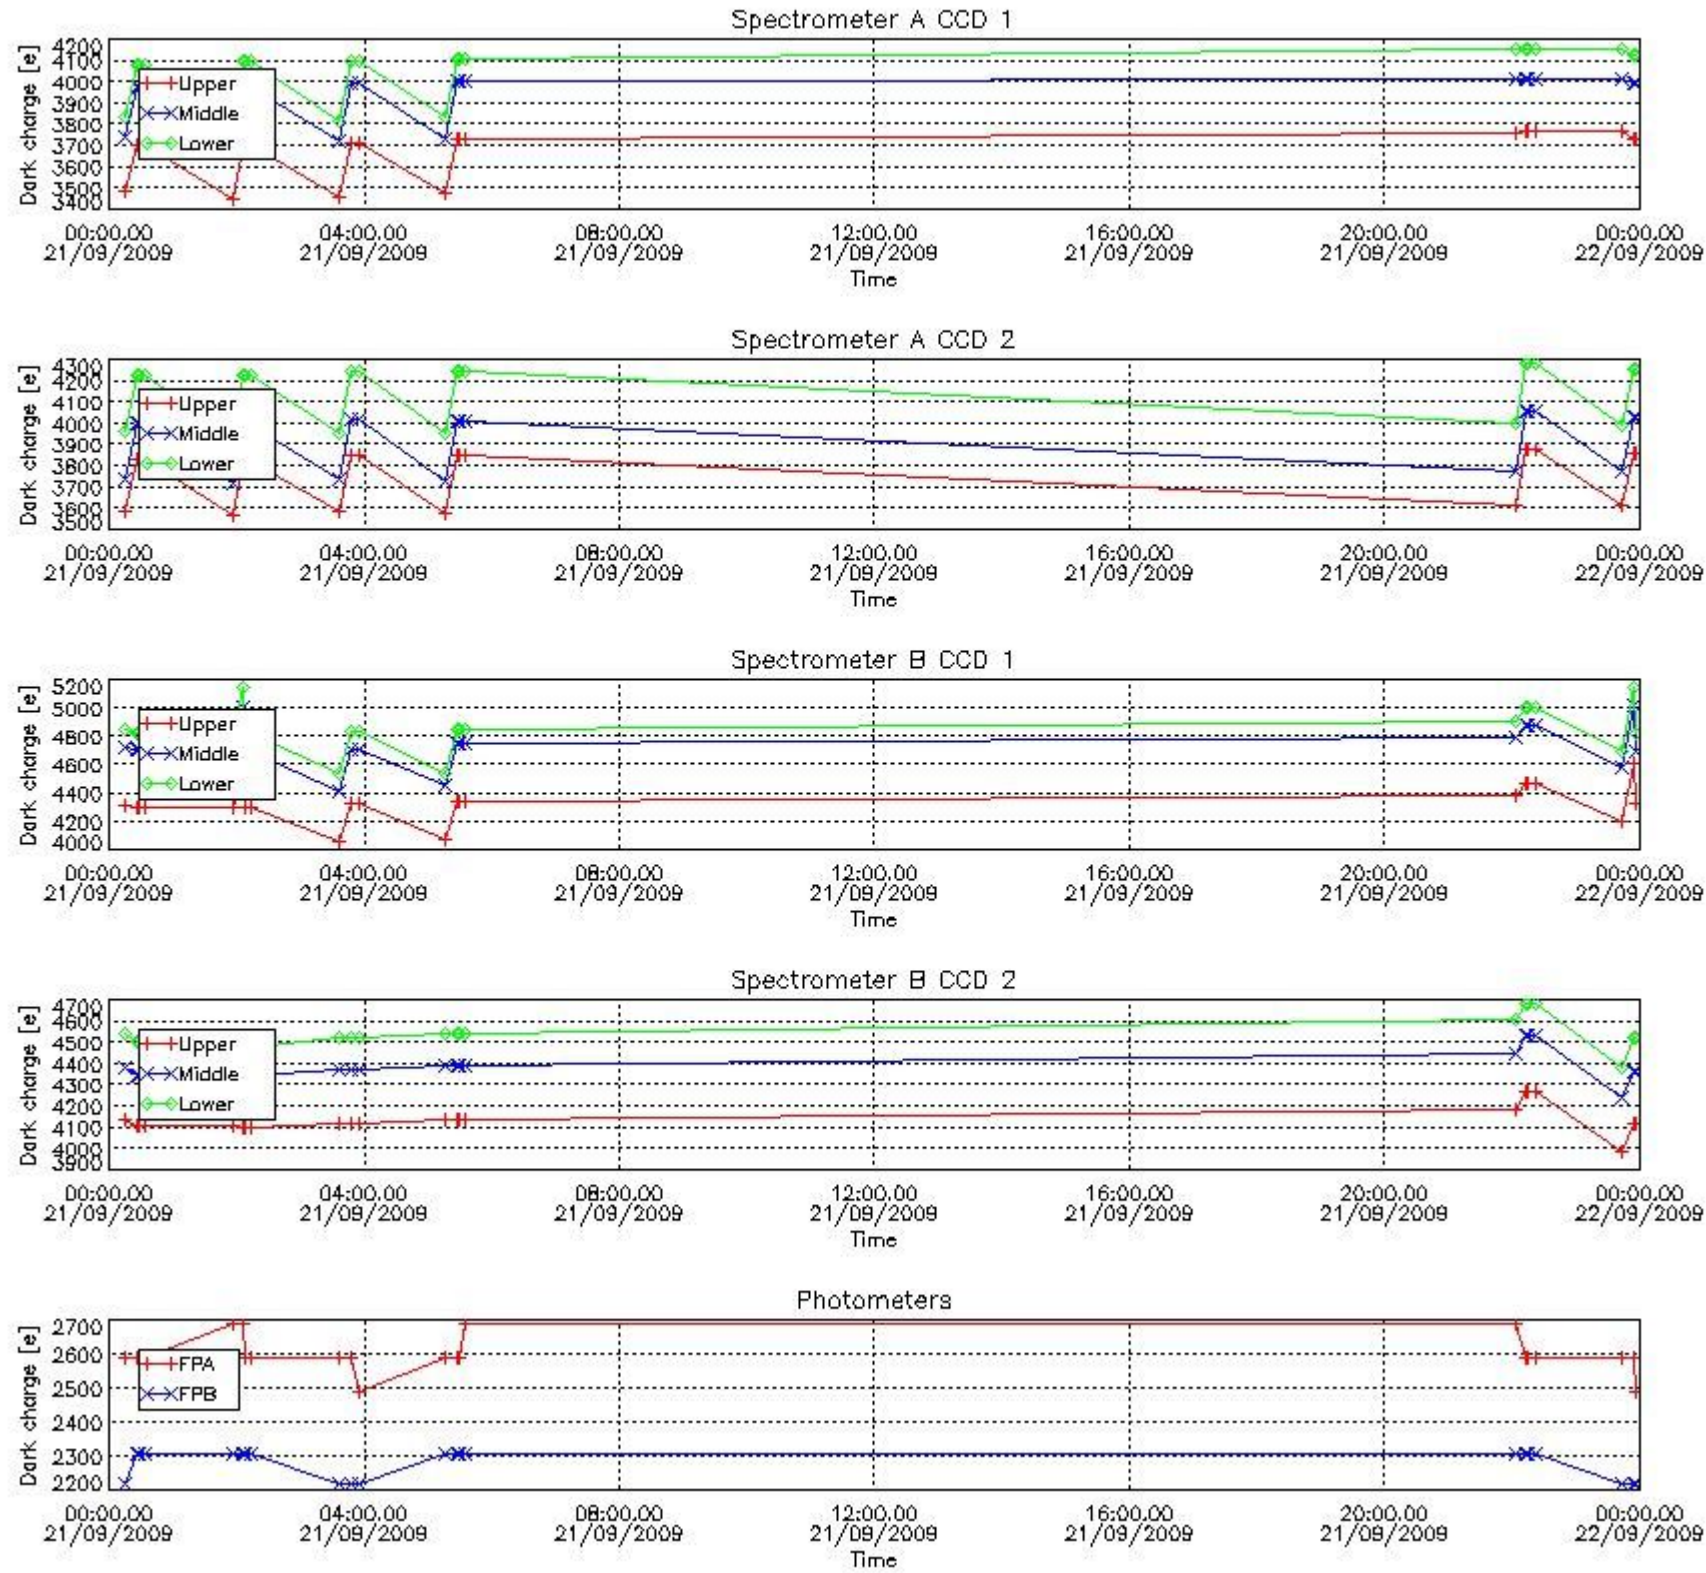 Spectrometer A CCD 1
Dark charge [e]
4200
4100
4000
3900
3800
3700
3600
3500
3400
Upper
Middle
Lower
00:00.00 04:00.00 08:00.00 12:00.00 16:00.00 20:00.00 00:00.00
21/09/2009 21/09/2009 21/09/2009 21/09/2009 21/09/2009 21/09/2009 22/09/2009
Time
Spectrometer A CCD 2
Dark charge [e]
4300
4200
4100
4000
3900
3800
3700
3600
3500
Upper
Middle
Lower
00:00.00 04:00.00 08:00.00 12:00.00 16:00.00 20:00.00 00:00.00
21/09/2009 21/09/2009 21/09/2009 21/09/2009 21/09/2009 21/09/2009 22/09/2009
Time
Spectrometer B CCD 1
Dark charge [e]
5200
5000
4800
4600
4400
4200
4000
Upper
Middle
Lower
00:00.00 04:00.00 08:00.00 12:00.00 16:00.00 20:00.00 00:00.00
21/09/2009 21/09/2009 21/09/2009 21/09/2009 21/09/2009 21/09/2009 22/09/2009
Time
Spectrometer B CCD 2
Dark charge [e]
4700
4600
4500
4400
4300
4200
4100
4000
3900
Upper
Middle
Lower
00:00.00 04:00.00 08:00.00 12:00.00 16:00.00 20:00.00 00:00.00
21/09/2009 21/09/2009 21/09/2009 21/09/2009 21/09/2009 21/09/2009 22/09/2009
Time
Photometers
Dark charge [e]
2700
2600
2500
2400
2300
2200
FPA
FPB
00:00.00 04:00.00 08:00.00 12:00.00 16:00.00 20:00.00 00:00.00
21/09/2009 21/09/2009 21/09/2009 21/09/2009 21/09/2009 21/09/2009 22/09/2009
Time